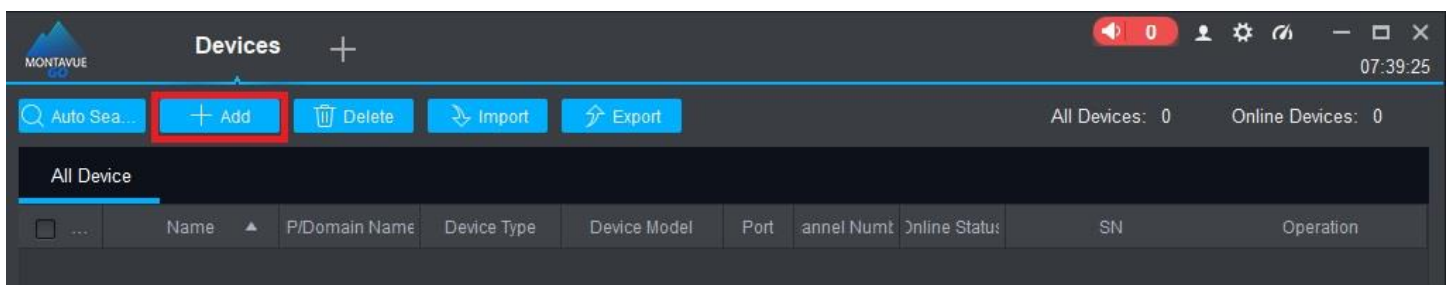 MONTAVUE
GO
Devices
0
07:39:25
Auto Sea...
Add
Delete
Import
Export
All Devices: 0
Online Devices: 0
All Device
... Name P/Domain Name Device Type Device Model Port annel Numb Online Status SN Operation